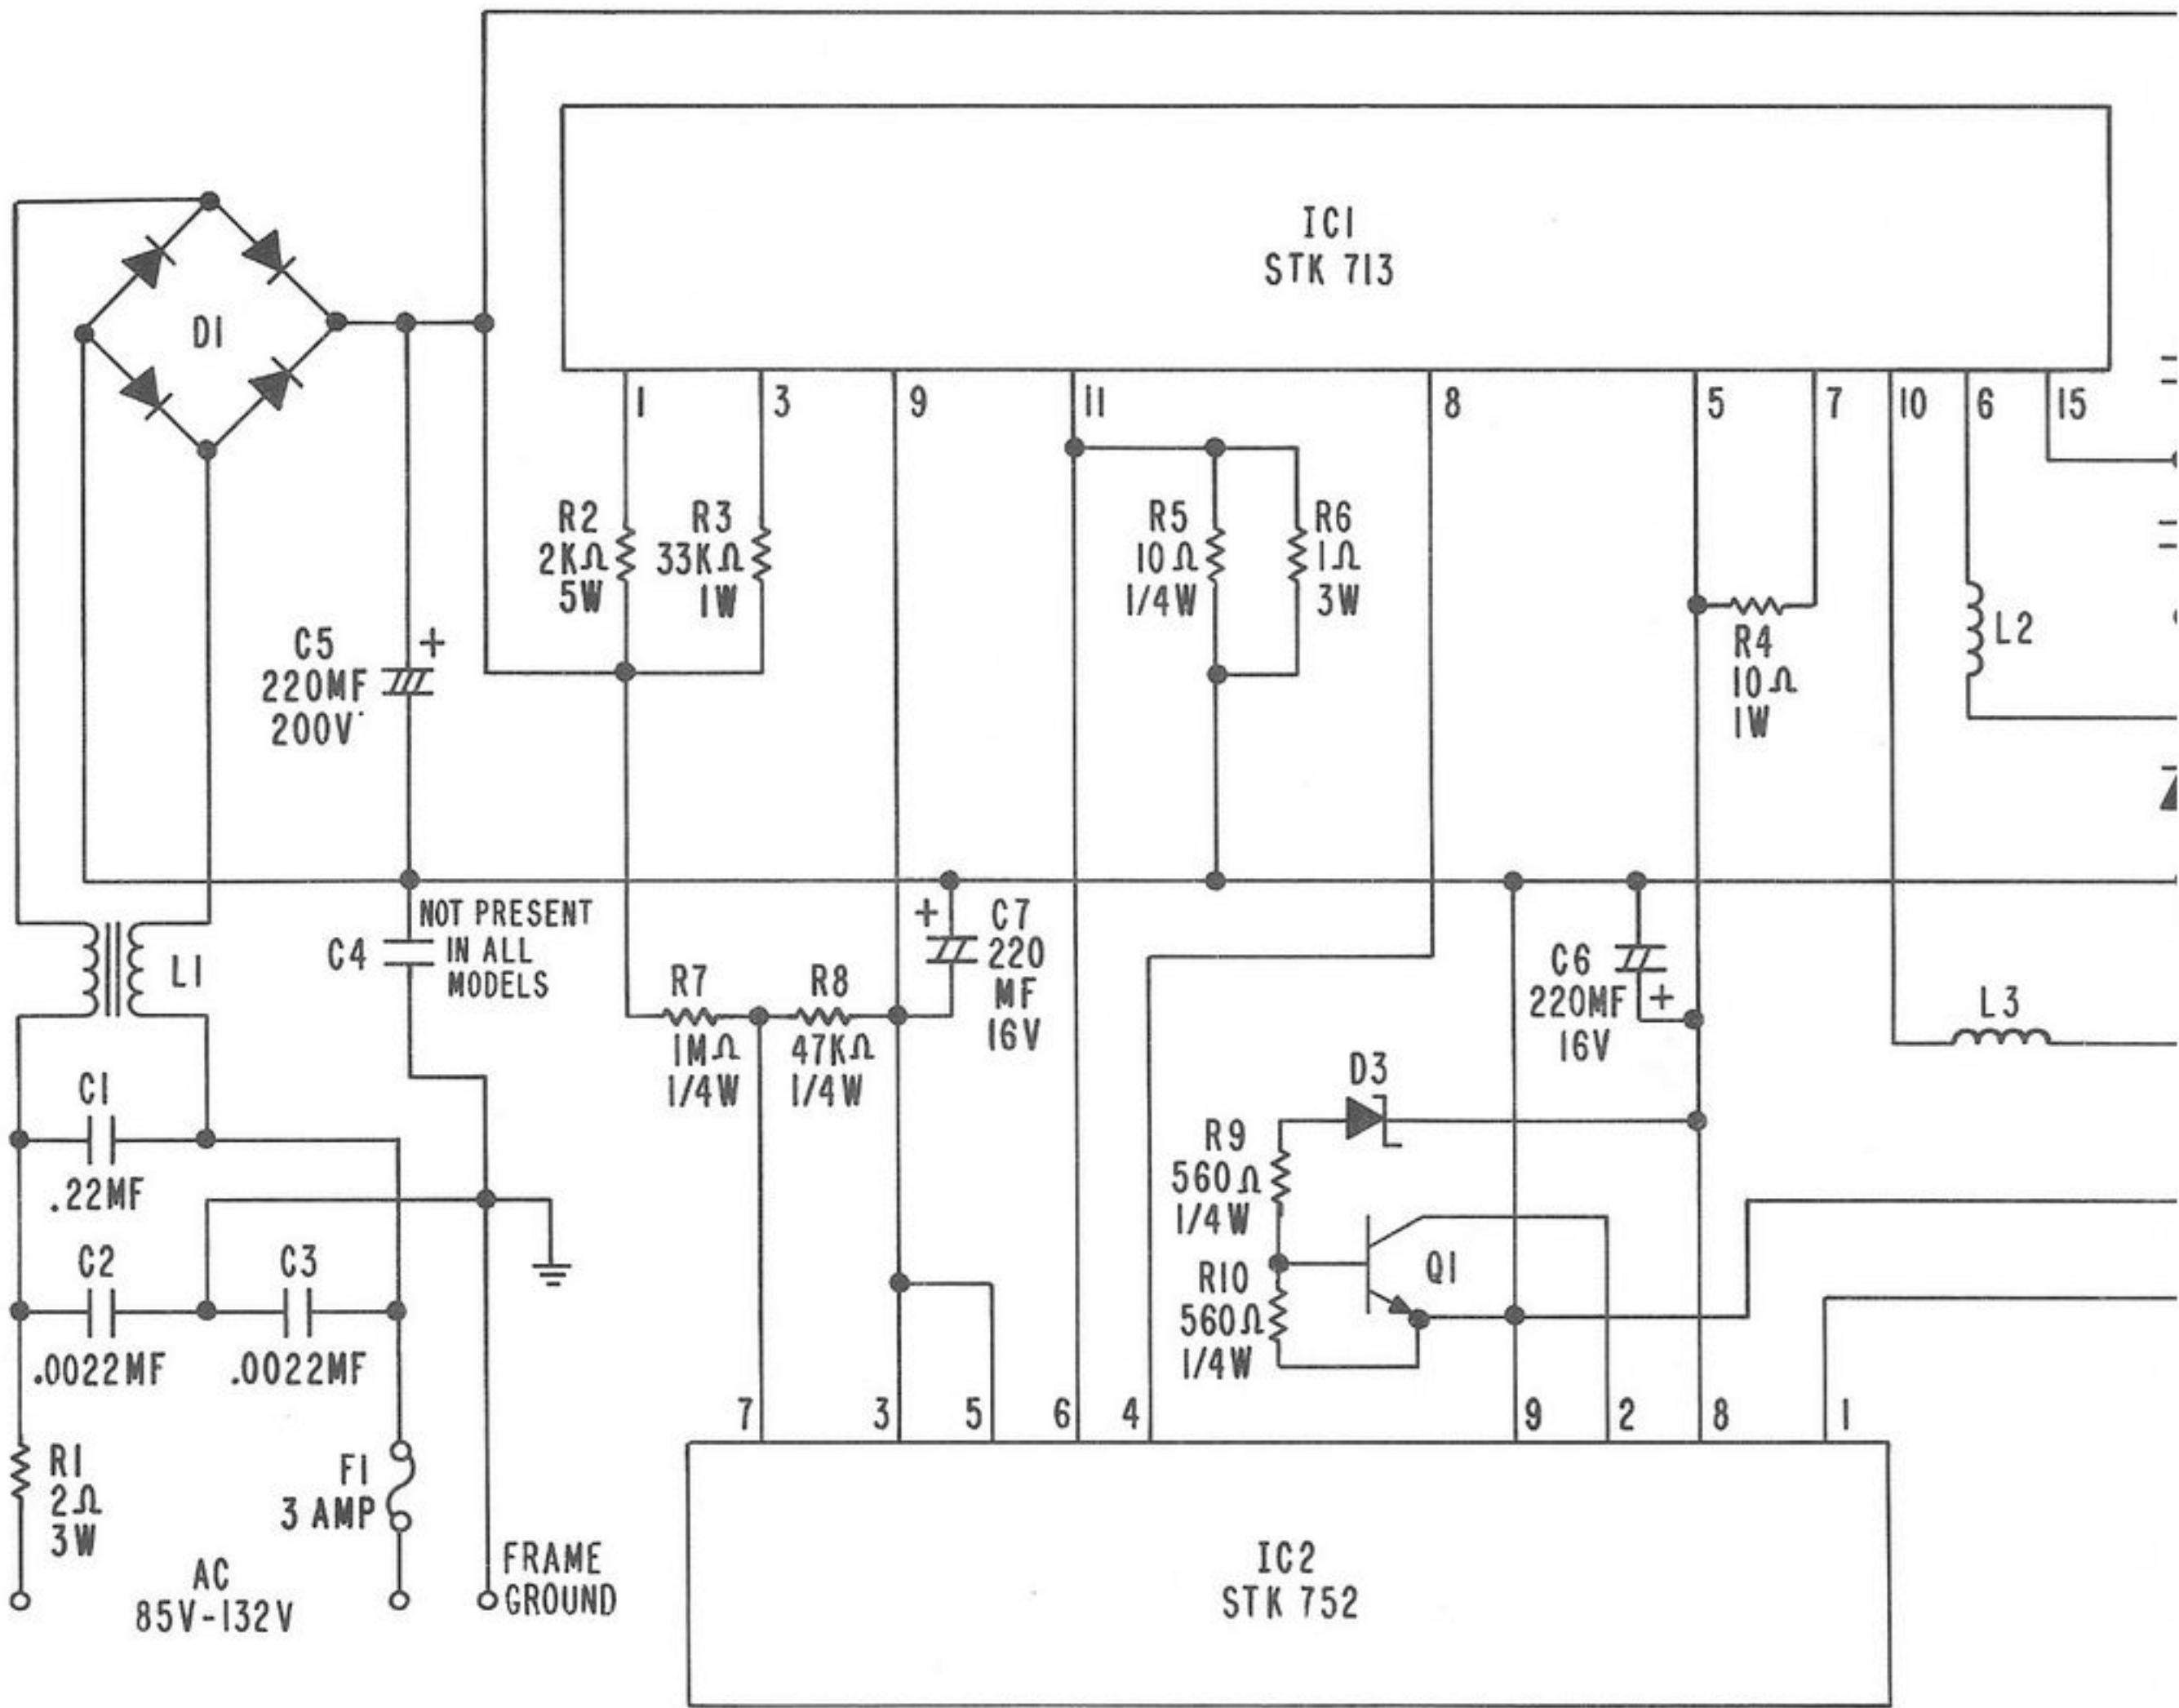 IC1
STK 713
D1
1
3
9
11
8
5
7
10
6
15
R2
2KΩ
5W
R3
33KΩ
1W
R5
10Ω
1/4W
R6
1Ω
3W
C5
+
220MF
200V
R4
10Ω
1W
L2
L1
C4
NOT PRESENT
IN ALL
MODELS
R7
1MΩ
1/4W
R8
47KΩ
1/4W
+
C7
220
MF
16V
C6
220MF
+
16V
L3
C1
.22MF
D3
R9
560Ω
1/4W
Q1
R10
560Ω
1/4W
C2
.0022MF
C3
.0022MF
7
3
5
6
4
9
2
8
1
R1
2Ω
3W
F1
3 AMP
AC
85V-132V
FRAME
GROUND
IC2
STK 752